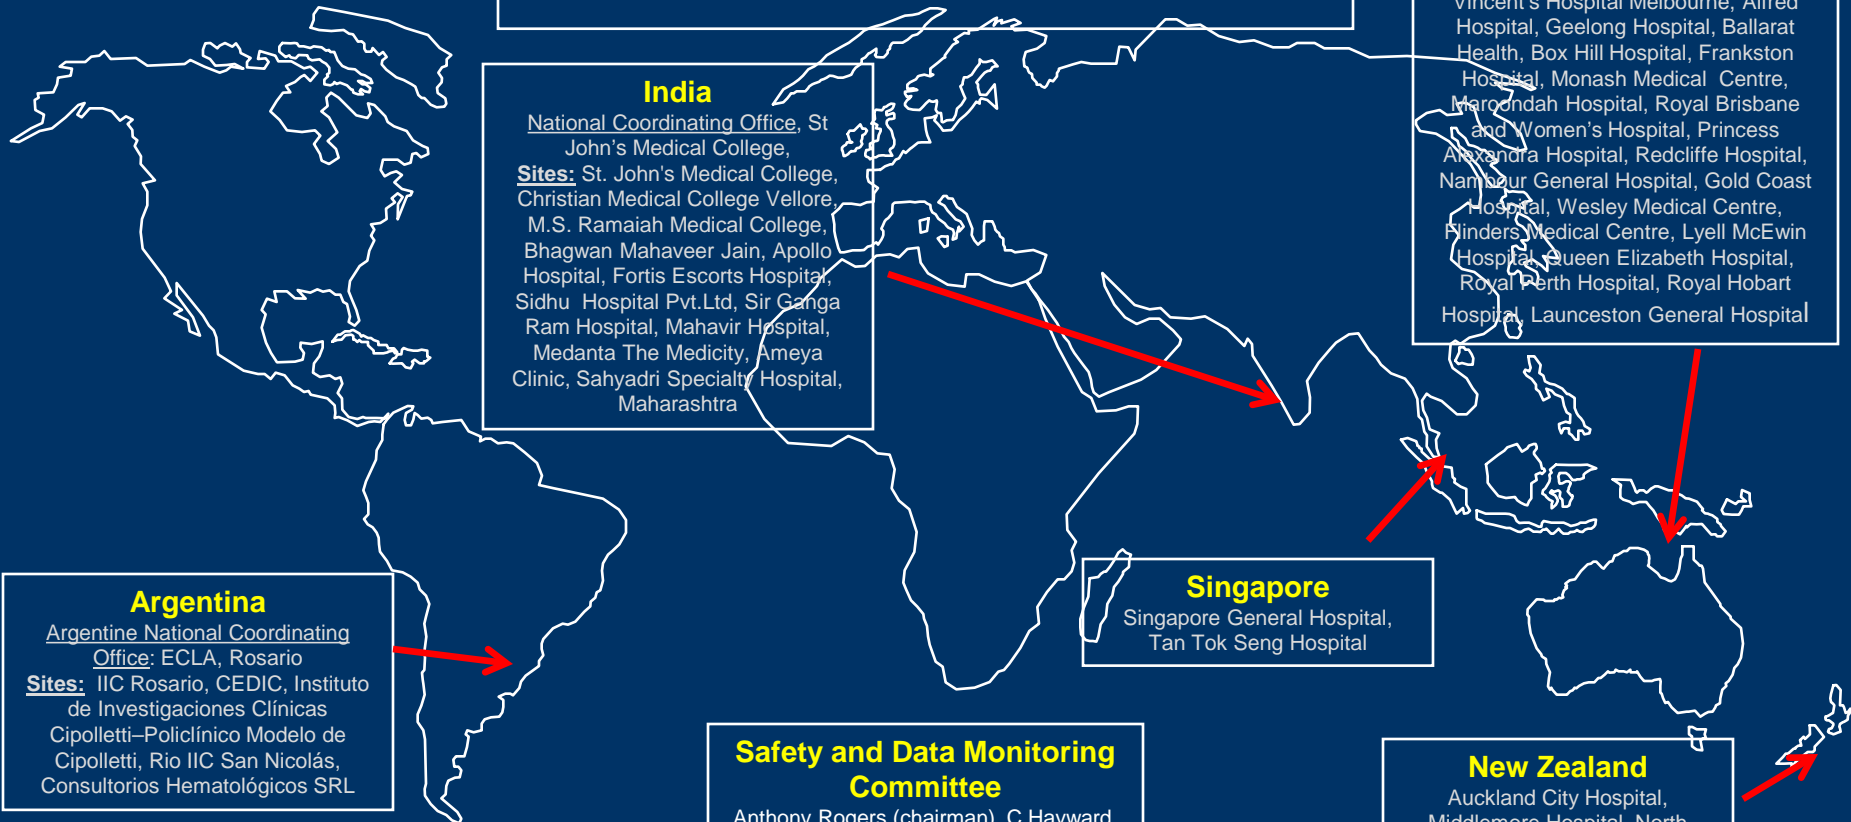 Vincent's Hospital Melbourne, Alfred
Hospital, Geelong Hospital, Ballarat
Health, Box Hill Hospital, Frankston
Hospital, Monash Medical Centre,
Maroondah Hospital, Royal Brisbane
and Women's Hospital, Princess
Alexandra Hospital, Redcliffe Hospital,
Nambour General Hospital, Gold Coast
Hospital, Wesley Medical Centre,
Flinders Medical Centre, Lyell McEwin
Hospital, Queen Elizabeth Hospital,
Royal Perth Hospital, Royal Hobart
Hospital, Launceston General Hospital
India
National Coordinating Office, St
John's Medical College,
Sites: St. John's Medical College,
Christian Medical College Vellore,
M.S. Ramaiah Medical College,
Bhagwan Mahaveer Jain, Apollo
Hospital, Fortis Escorts Hospital,
Sidhu Hospital Pvt.Ltd, Sir Ganga
Ram Hospital, Mahavir Hospital,
Medanta The Medicity, Ameya
Clinic, Sahyadri Specialty Hospital,
Maharashtra
Singapore
Singapore General Hospital,
Tan Tok Seng Hospital
Argentina
Argentine National Coordinating
Office: ECLA, Rosario
Sites: IIC Rosario, CEDIC, Instituto
de Investigaciones Clínicas
Cipolletti–Policlínico Modelo de
Cipolletti, Rio IIC San Nicolás,
Consultorios Hematológicos SRL
Safety and Data Monitoring
Committee
Anthony Rogers (chairman), C Hayward
New Zealand
Auckland City Hospital,
Middlemore Hospital, North